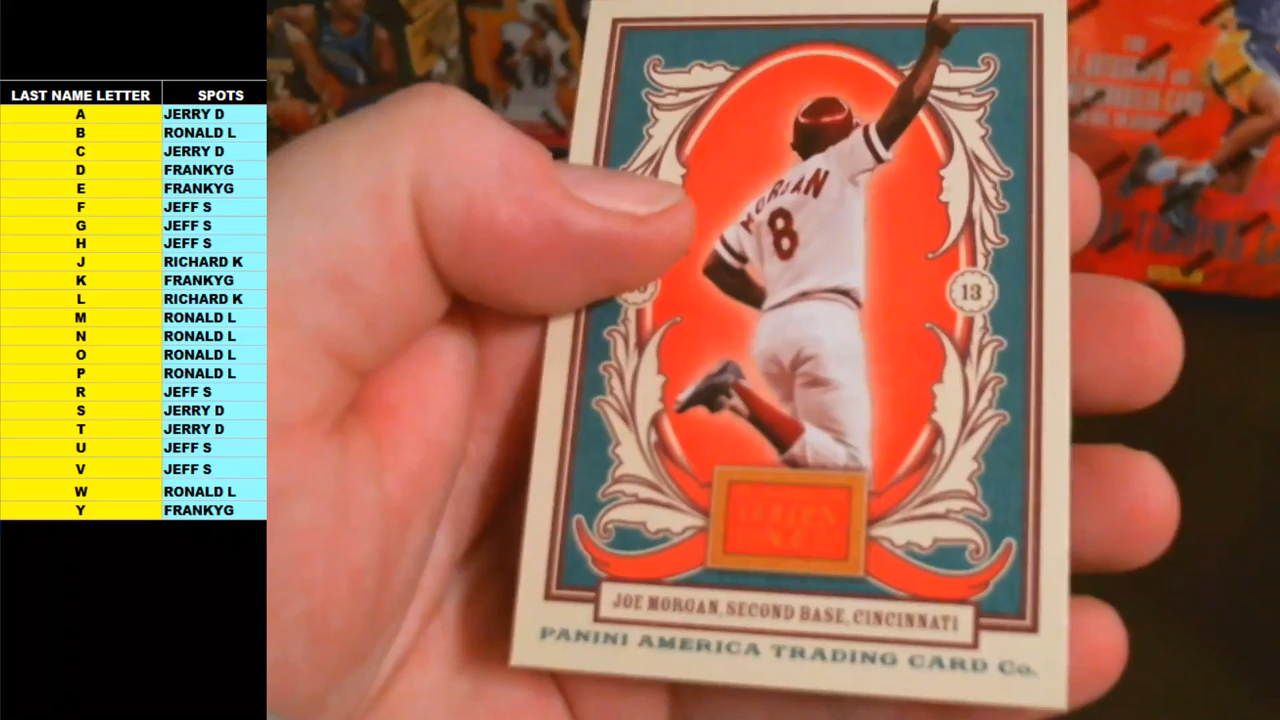 LAST NAME LETTER SPOTS
A JERRY D
B RONALD L
C JERRY D
D FRANKYG
E FRANKYG
F JEFF S
G JEFF S
H JEFF S
J RICHARD K
K FRANKYG
L RICHARD K
M RONALD L
N RONALD L
O RONALD L
P RONALD L
R JEFF S
S JERRY D
T JERRY D
U JEFF S
V JEFF S
W RONALD L
Y FRANKYG
MORGAN
8
13
JOE MORGAN, SECOND BASE, CINCINNATI
PANINI AMERICA TRADING CARD Co.